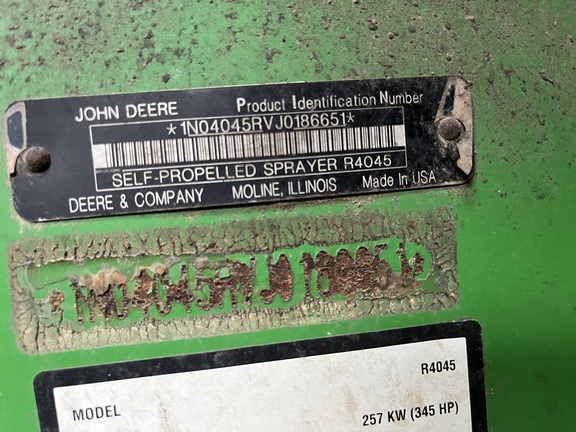 JOHN DEERE Product Identification Number
*1N04045RVJ0186651*
SELF-PROPELLED SPRAYER R4045
DEERE & COMPANY MOLINE, ILLINOIS Made In USA
R4045
MODEL 257 KW (345 HP)